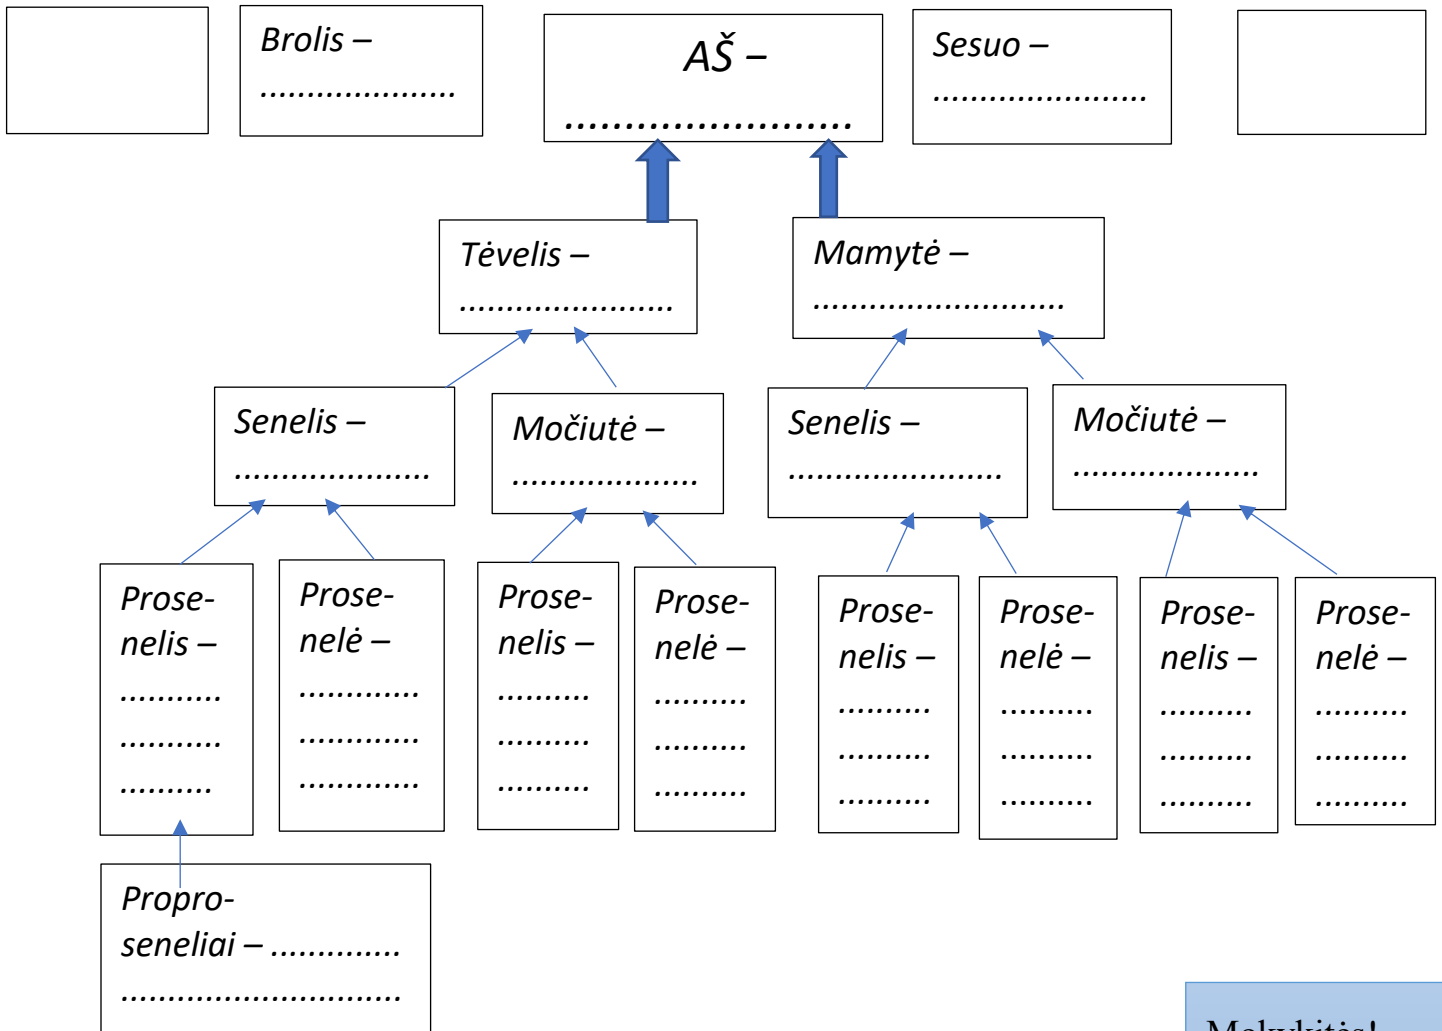 Brolis –
.....................
AŠ –
........................
Sesuo –
.......................
Tėvelis –
.......................
Mamytė –
...........................
Senelis –
.....................
Močiutė –
....................
Senelis –
.......................
Močiutė –
....................
Prose-
nelis –
...........
...........
..........
Prose-
nelė –
.............
.............
.............
Prose-
nelis –
..........
..........
..........
Prose-
nelė –
..........
..........
..........
Prose-
nelis –
..........
..........
..........
Prose-
nelė –
..........
..........
..........
Prose-
nelis –
..........
..........
..........
Prose-
nelė –
..........
..........
..........
Propro-
seneliai – ..............
..............................
Mokykitės!